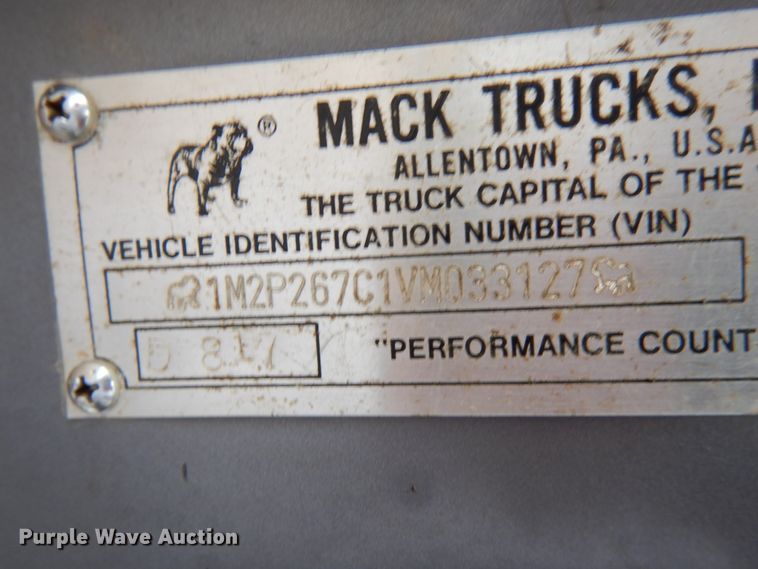 ®
MACK TRUCKS,
ALLENTOWN, PA., U.S.A
THE TRUCK CAPITAL OF THE
VEHICLE IDENTIFICATION NUMBER (VIN)
1M2P267C1VM033127
"PERFORMANCE COUNT
Purple Wave Auction